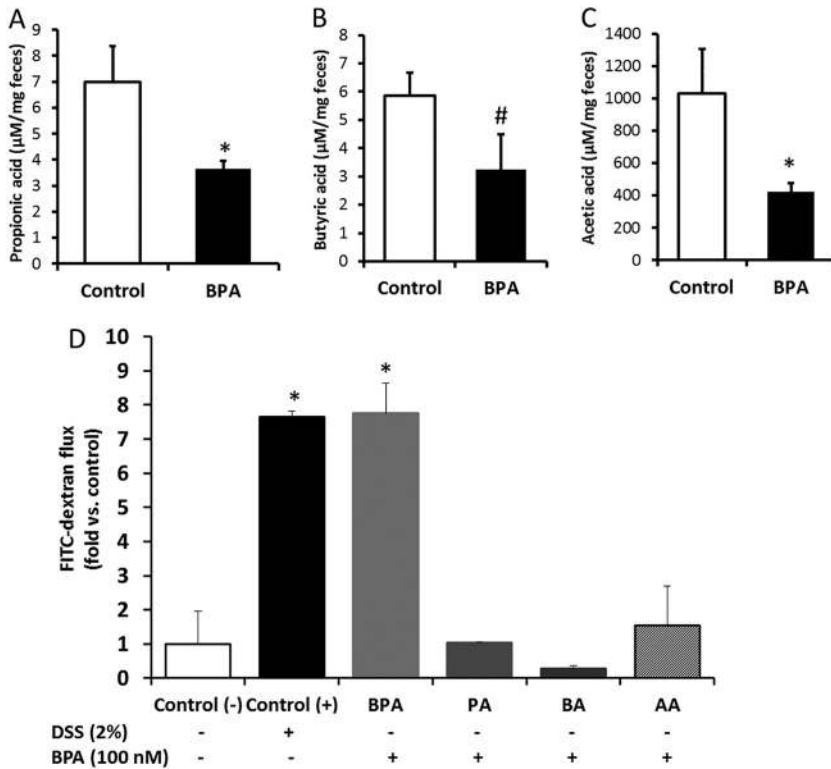 A
Propionic acid (µM/mg feces)
9
8
7
6
5
4
3
2
1
0
*
Control BPA
B
Butyric acid (µM/mg feces)
8
7
6
5
4
3
2
1
0
#
Control BPA
C
Acetic acid (µM/mg feces)
1400
1200
1000
800
600
400
200
0
*
Control BPA
D
FITC-dextran flux
(fold vs. control)
10
9
8
7
6
5
4
3
2
1
0
* *
Control (-) Control (+) BPA PA BA AA
DSS (2%) - + - - - -
BPA (100 nM) - - + + + +